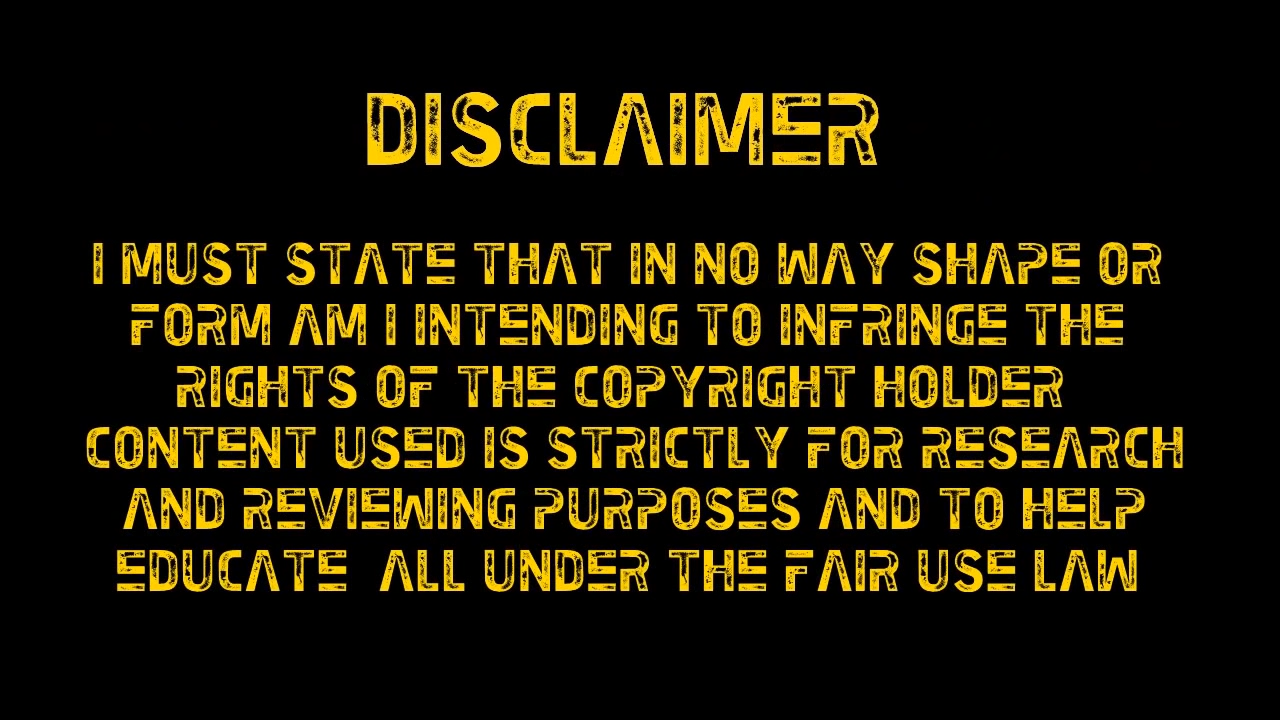 DISCLAIMER
I MUST STATE THAT IN NO WAY SHAPE OR
FORM AM I INTENDING TO INFRINGE THE
RIGHTS OF THE COPYRIGHT HOLDER
CONTENT USED IS STRICTLY FOR RESEARCH
AND REVIEWING PURPOSES AND TO HELP
EDUCATE ALL UNDER THE FAIR USE LAW